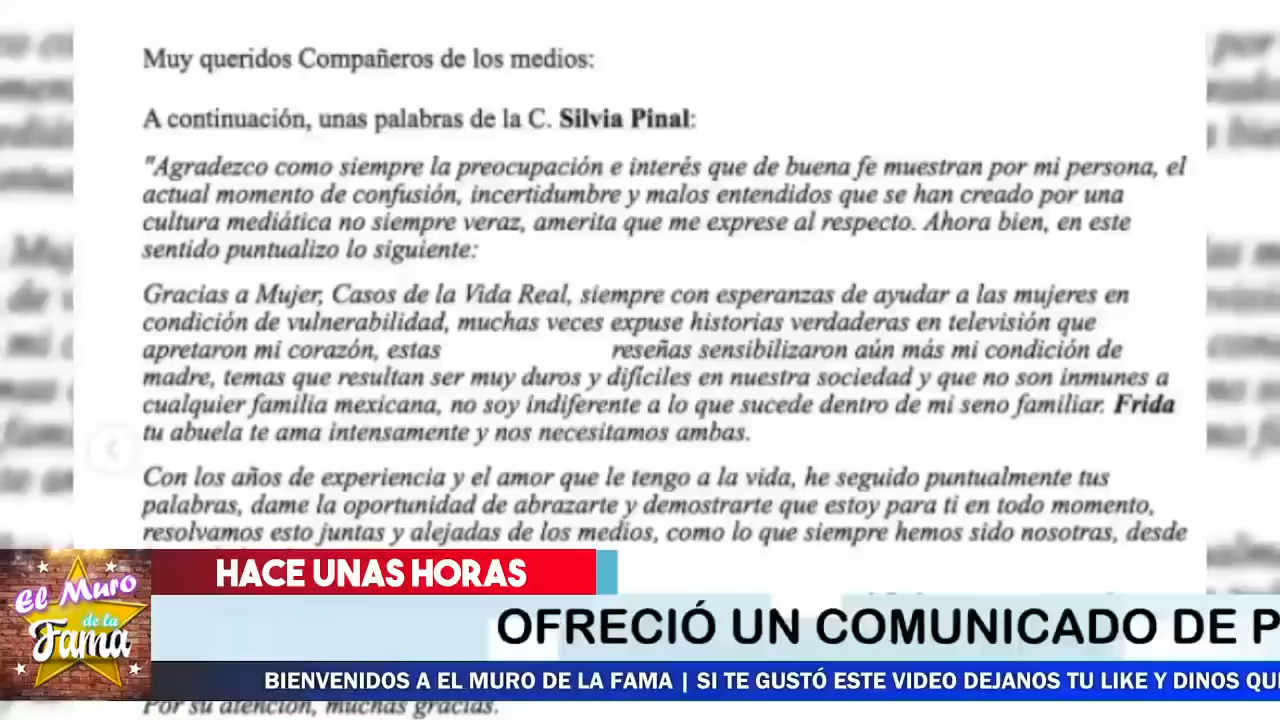 Muy queridos Compañeros de los medios:
A continuación, unas palabras de la C. Silvia Pinal:
"Agradezco como siempre la preocupación e interés que de buena fe muestran por mi persona, el
actual momento de confusión, incertidumbre y malos entendidos que se han creado por una
cultura mediática no siempre veraz, amerita que me exprese al respecto. Ahora bien, en este
sentido puntualizo lo siguiente:
Gracias a Mujer, Casos de la Vida Real, siempre con esperanzas de ayudar a las mujeres en
condición de vulnerabilidad, muchas veces expuse historias verdaderas en televisión que
apretaron mi corazón, estas reseñas sensibilizaron aún más mi condición de
madre, temas que resultan ser muy duros y difíciles en nuestra sociedad y que no son inmunes a
cualquier familia mexicana, no soy indiferente a lo que sucede dentro de mi seno familiar. Frida
tu abuela te ama intensamente y nos necesitamos ambas.
Con los años de experiencia y el amor que le tengo a la vida, he seguido puntualmente tus
palabras, dame la oportunidad de abrazarte y demostrarte que estoy para ti en todo momento,
resolvamos esto juntas y alejadas de los medios, como lo que siempre hemos sido nosotras, desde
HACE UNAS HORAS
El Muro
de la
Fama
OFRECIÓ UN COMUNICADO DE P
BIENVENIDOS A EL MURO DE LA FAMA | SI TE GUSTÓ ESTE VIDEO DEJANOS TU LIKE Y DINOS QU
Por su atención, muchas gracias.